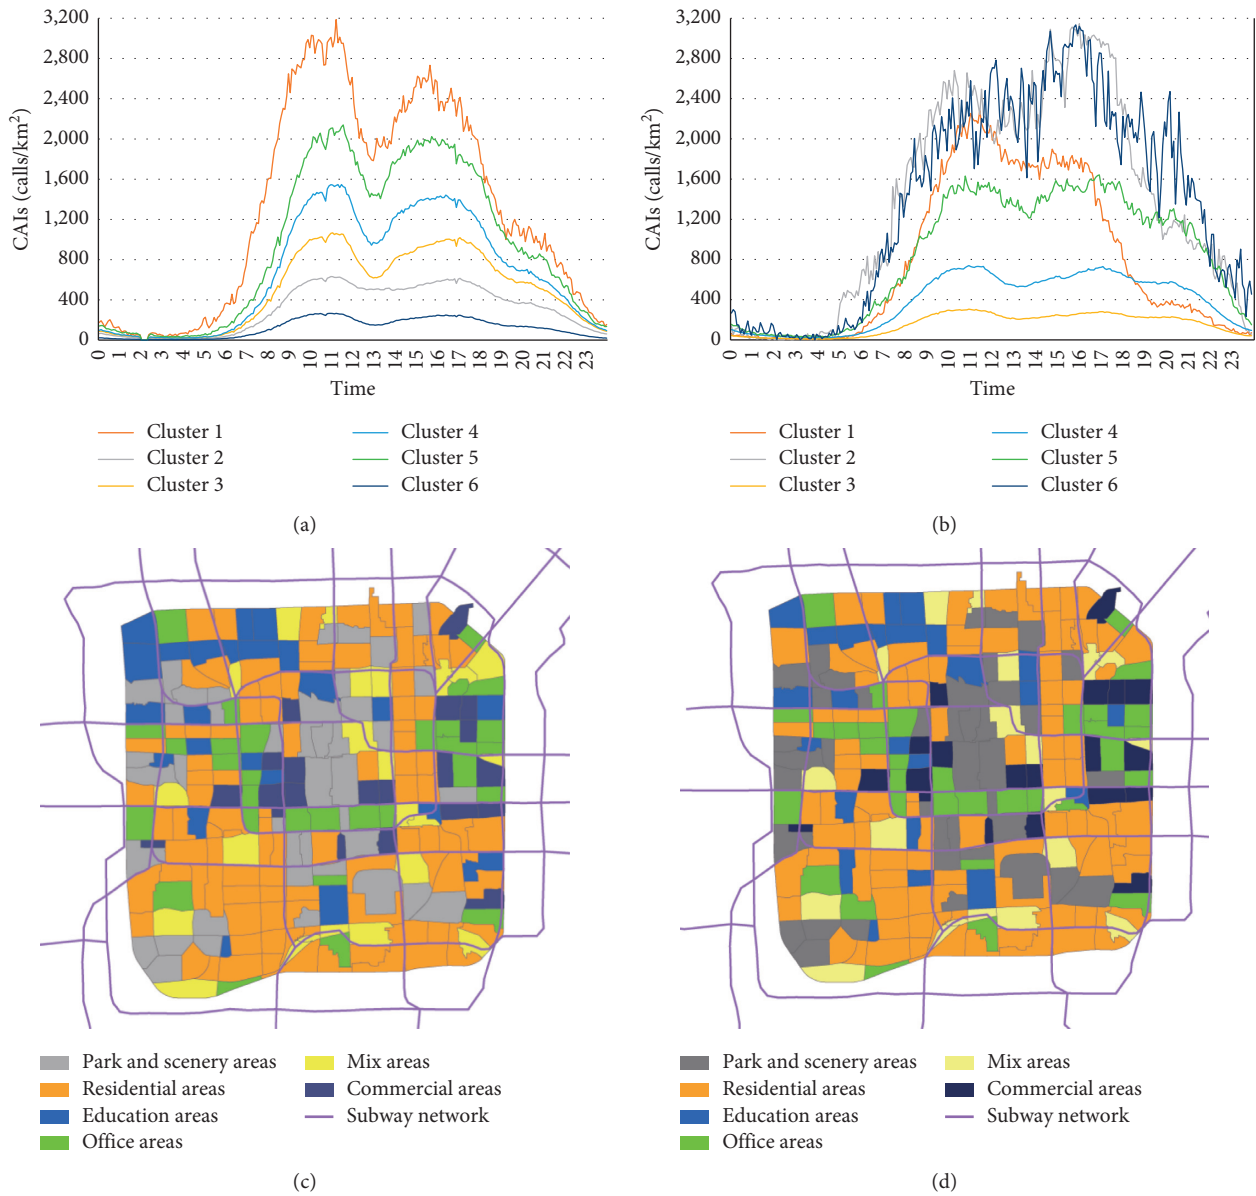 3,200
2,800
2,400
2,000
1,600
1,200
800
400
0
CAIs (calls/km²)
0 1 2 3 4 5 6 7 8 9 10 11 12 13 14 15 16 17 18 19 20 21 22 23
Time
Cluster 1
Cluster 2
Cluster 3
Cluster 4
Cluster 5
Cluster 6
(a)
3,200
2,800
2,400
2,000
1,600
1,200
800
400
0
CAIs (calls/km²)
0 1 2 3 4 5 6 7 8 9 10 11 12 13 14 15 16 17 18 19 20 21 22 23
Time
Cluster 1
Cluster 2
Cluster 3
Cluster 4
Cluster 5
Cluster 6
(b)
Park and scenery areas
Residential areas
Education areas
Office areas
Mix areas
Commercial areas
Subway network
(c)
Park and scenery areas
Residential areas
Education areas
Office areas
Mix areas
Commercial areas
Subway network
(d)